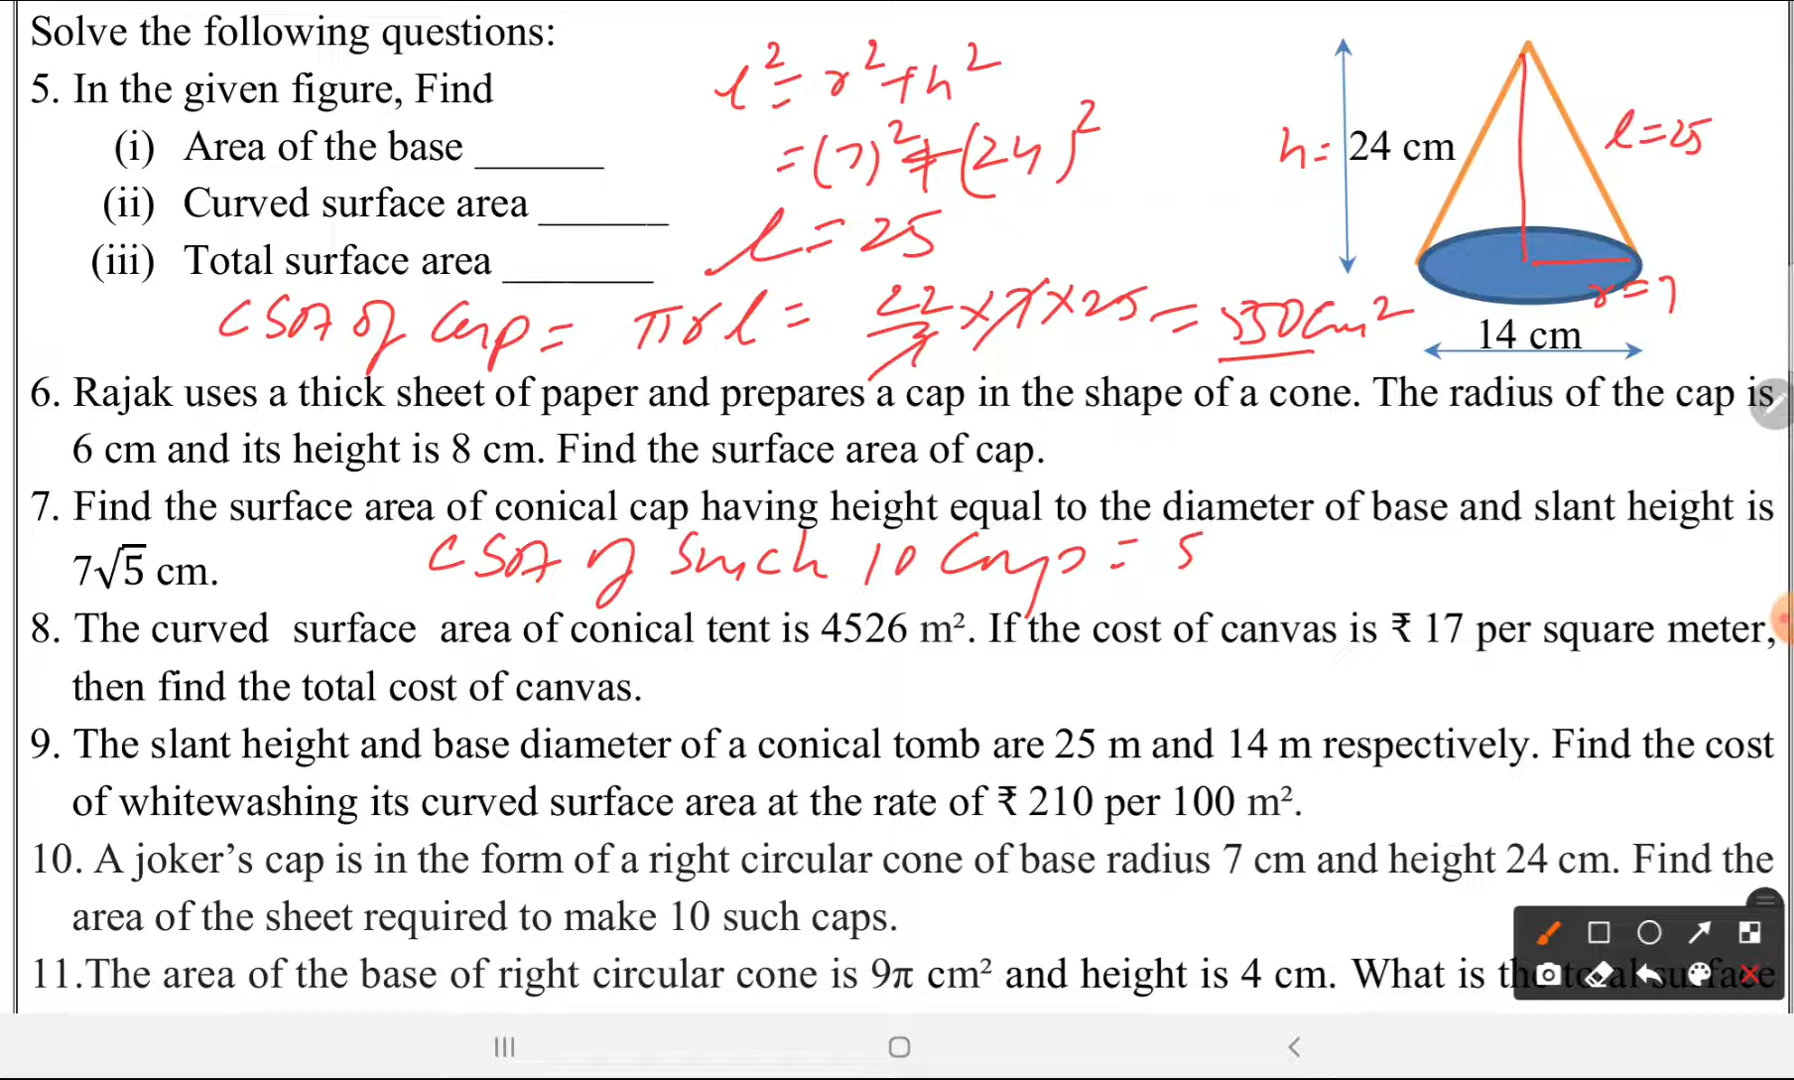 Solve the following questions:
l² = r² + h²
5. In the given figure, Find
= (7)² + (24)²
h = 24 cm
l = 25
(i) Area of the base ______
(ii) Curved surface area ______
l = 25
(iii) Total surface area _______
r = 7
CSA of Cap = πrl = 22/7 × 7 × 25 = 550 cm²
14 cm
6. Rajak uses a thick sheet of paper and prepares a cap in the shape of a cone. The radius of the cap is
6 cm and its height is 8 cm. Find the surface area of cap.
7. Find the surface area of conical cap having height equal to the diameter of base and slant height is
7√5 cm.
CSA of Such 10 Caps = 5
8. The curved surface area of conical tent is 4526 m². If the cost of canvas is ₹ 17 per square meter,
then find the total cost of canvas.
9. The slant height and base diameter of a conical tomb are 25 m and 14 m respectively. Find the cost
of whitewashing its curved surface area at the rate of ₹ 210 per 100 m².
10. A joker’s cap is in the form of a right circular cone of base radius 7 cm and height 24 cm. Find the
area of the sheet required to make 10 such caps.
11.The area of the base of right circular cone is 9π cm² and height is 4 cm. What is the total surface